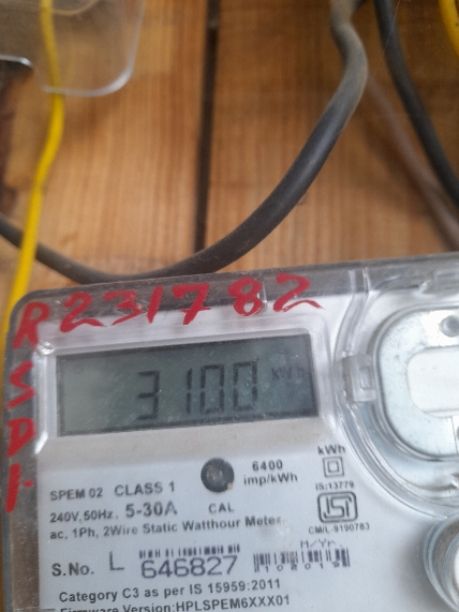 R231782
S
D
1
3100 kWh
kWh
6400
imp/kWh
IS:13779
SPEM 02 CLASS 1
240V,50Hz. 5-30A CAL
ISI
CM/L-9190783
ac, 1Ph, 2Wire Static Watthour Meter
M/Yr
S.No. L 646827
Category C3 as per IS 15959:2011
Firmware Version:HPLSPEM6XXX01